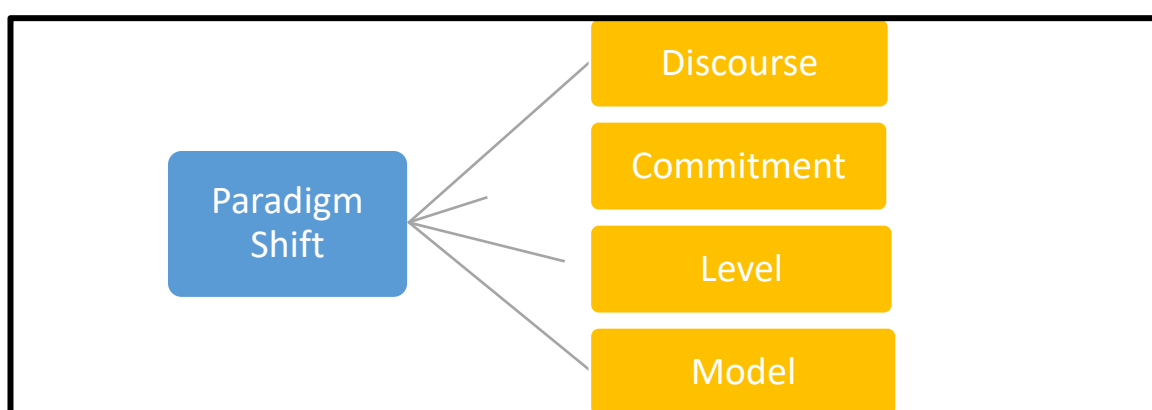 Paradigm
Shift
Discourse
Commitment
Level
Model